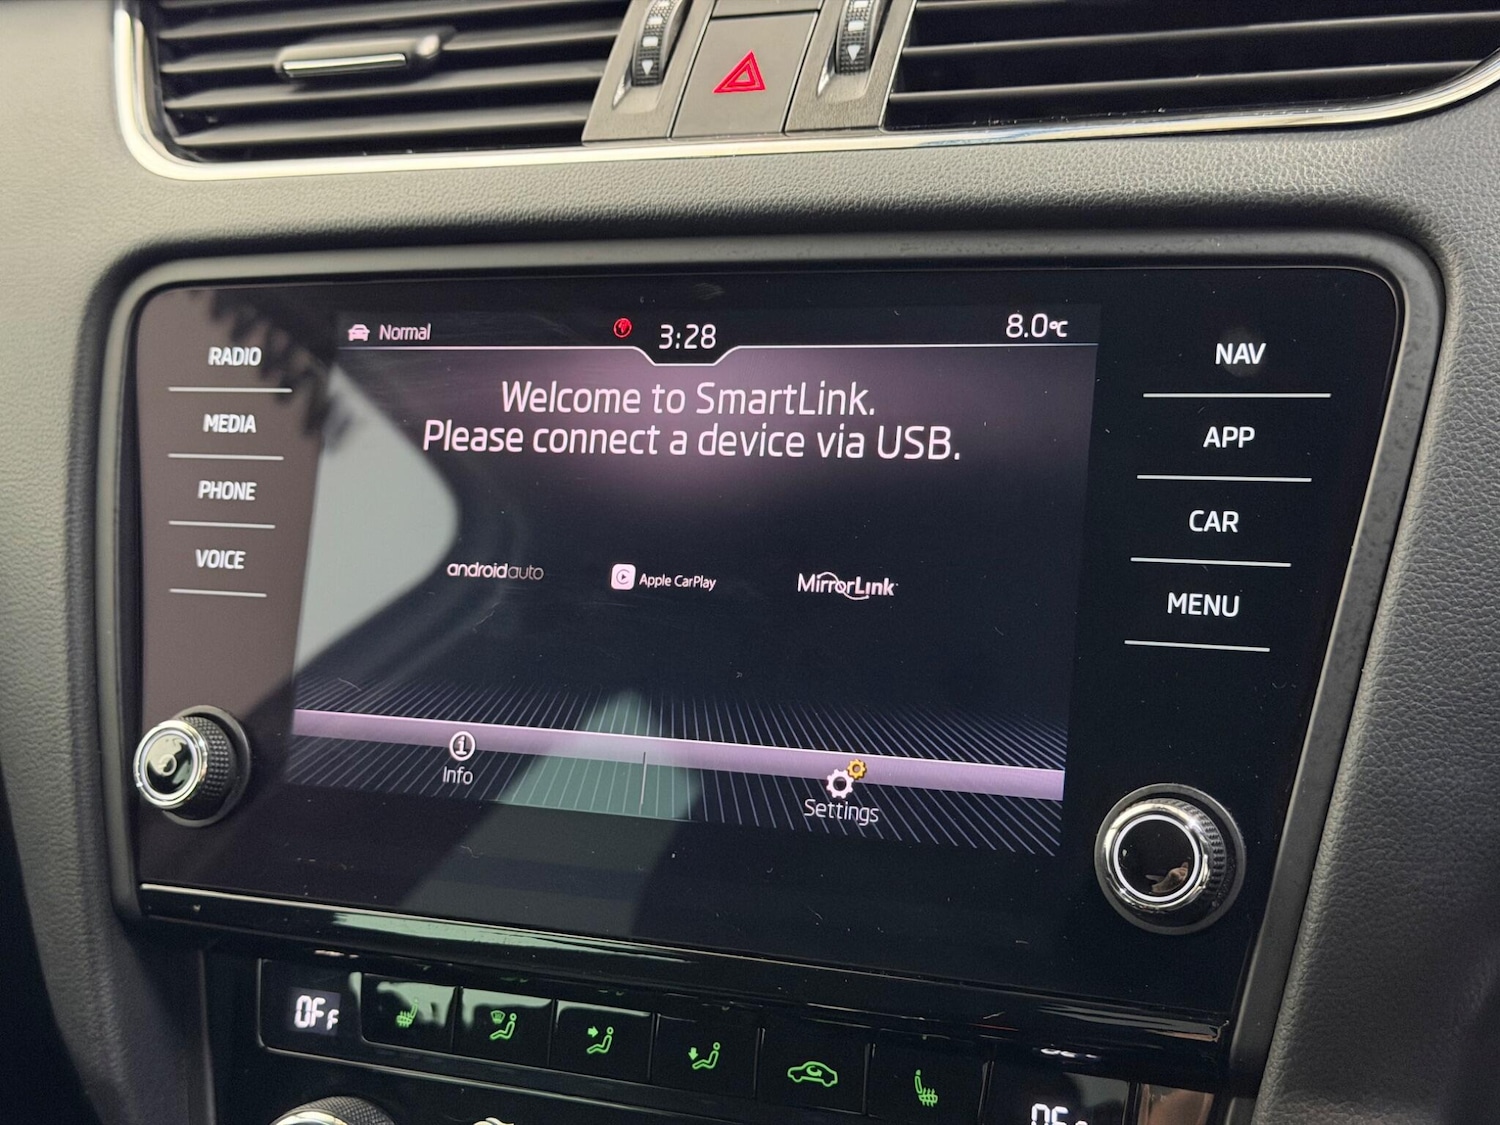 Normal
3:28
8.0°C
RADIO
MEDIA
PHONE
VOICE
Welcome to SmartLink.
Please connect a device via USB.
androidauto
Apple CarPlay
MirrorLink
Info
Settings
NAV
APP
CAR
MENU
OFF